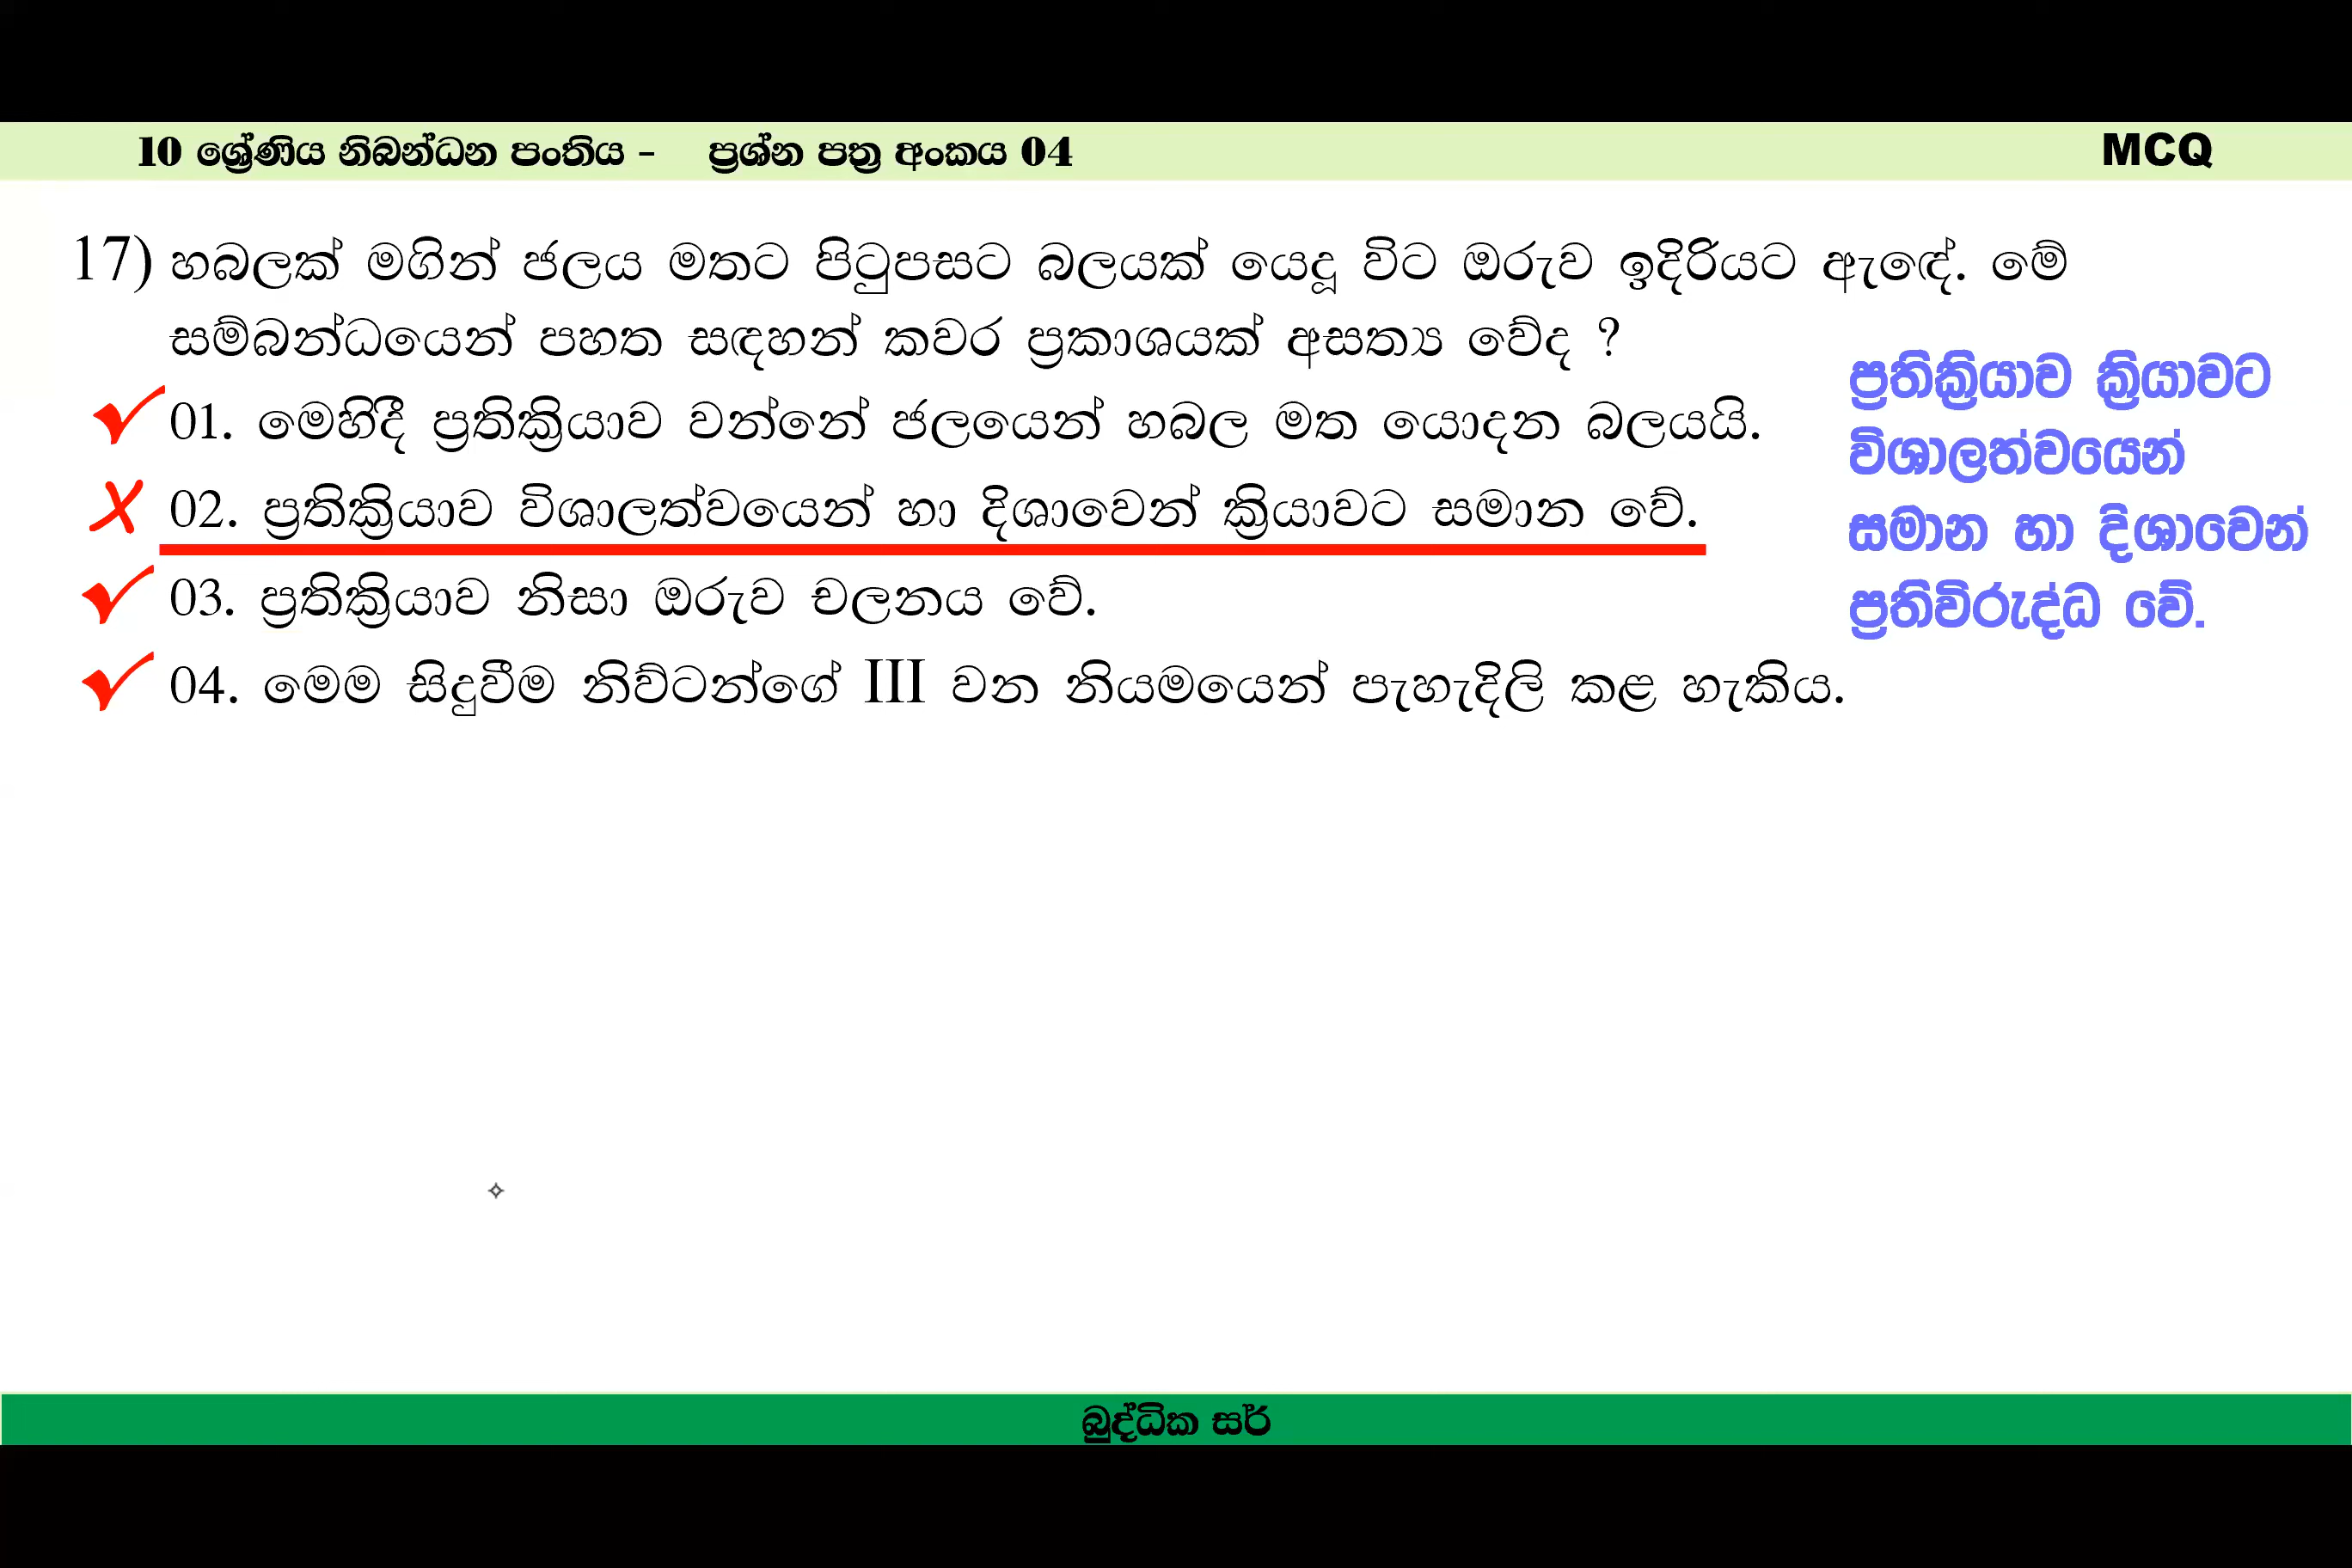 10 ශ්‍රේණිය නිබන්ධන පංතිය - ප්‍රශ්න පත්‍ර අංකය 04 MCQ
17) හබලක් මගින් ජලය මතට පිටුපසට බලයක් යෙදූ විට ඔරුව ඉදිරියට ඇඳේ. මේ
සම්බන්ධයෙන් පහත සඳහන් කවර ප්‍රකාශයක් අසත්‍ය වේද ?
01. මෙහිදී ප්‍රතික්‍රියාව වන්නේ ජලයෙන් හබල මත යොදන බලයයි.
02. ප්‍රතික්‍රියාව විශාලත්වයෙන් හා දිශාවෙන් ක්‍රියාවට සමාන වේ.
03. ප්‍රතික්‍රියාව නිසා ඔරුව චලනය වේ.
04. මෙම සිදුවීම නිව්ටන්ගේ III වන නියමයෙන් පැහැදිලි කළ හැකිය.
ප්‍රතික්‍රියාව ක්‍රියාවට
විශාලත්වයෙන්
සමාන හා දිශාවෙන්
ප්‍රතිවිරුද්ධ වේ.
බුද්ධික සර්